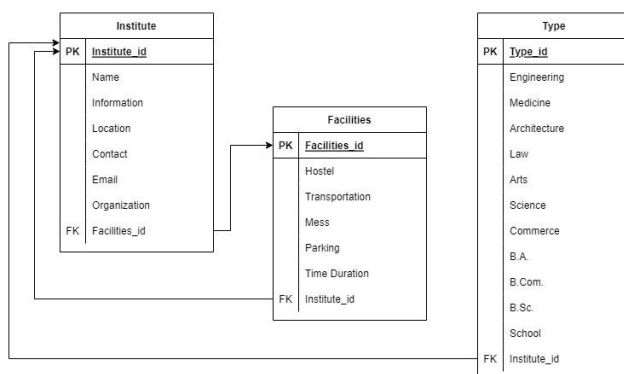 Institute
PK Institute_id
Name
Information
Location
Contact
Email
Organization
FK Facilities_id
Facilities
PK Facilities_id
Hostel
Transportation
Mess
Parking
Time Duration
FK Institute_id
Type
PK Type_id
Engineering
Medicine
Architecture
Law
Arts
Science
Commerce
B.A.
B.Com.
B.Sc.
School
FK Institute_id